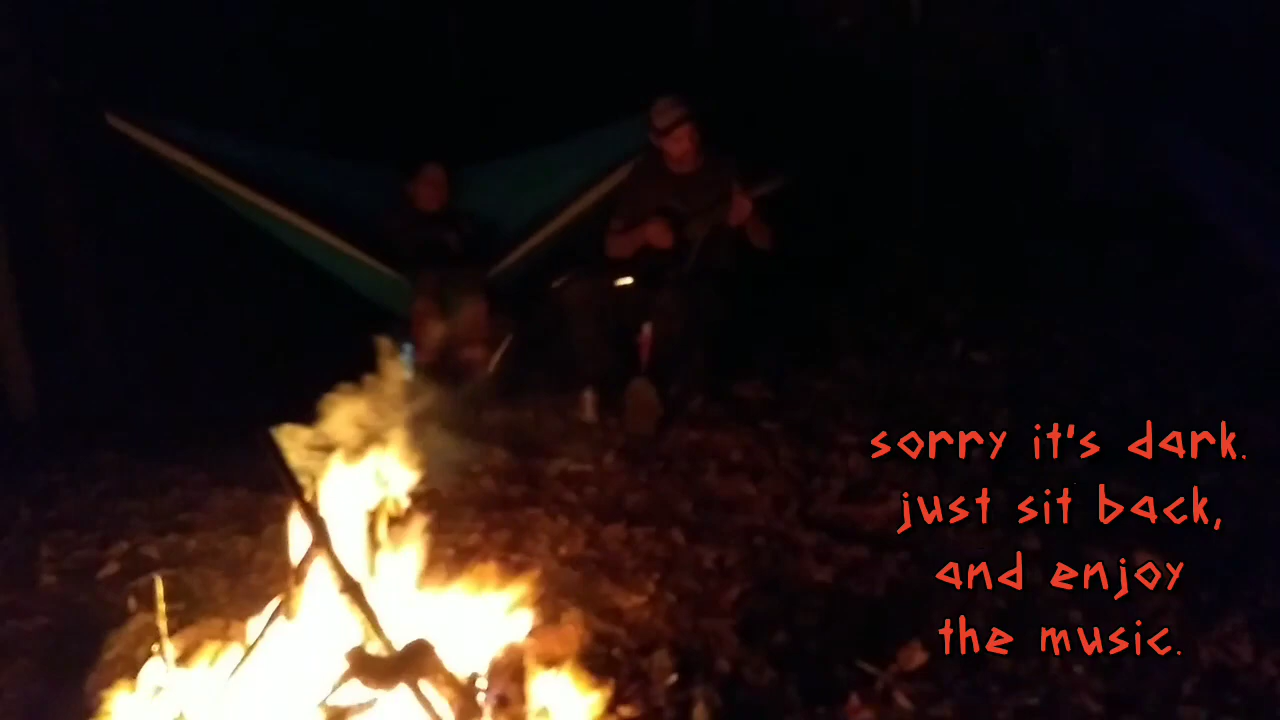 sorry it's dark.
just sit back,
and enjoy
the music.